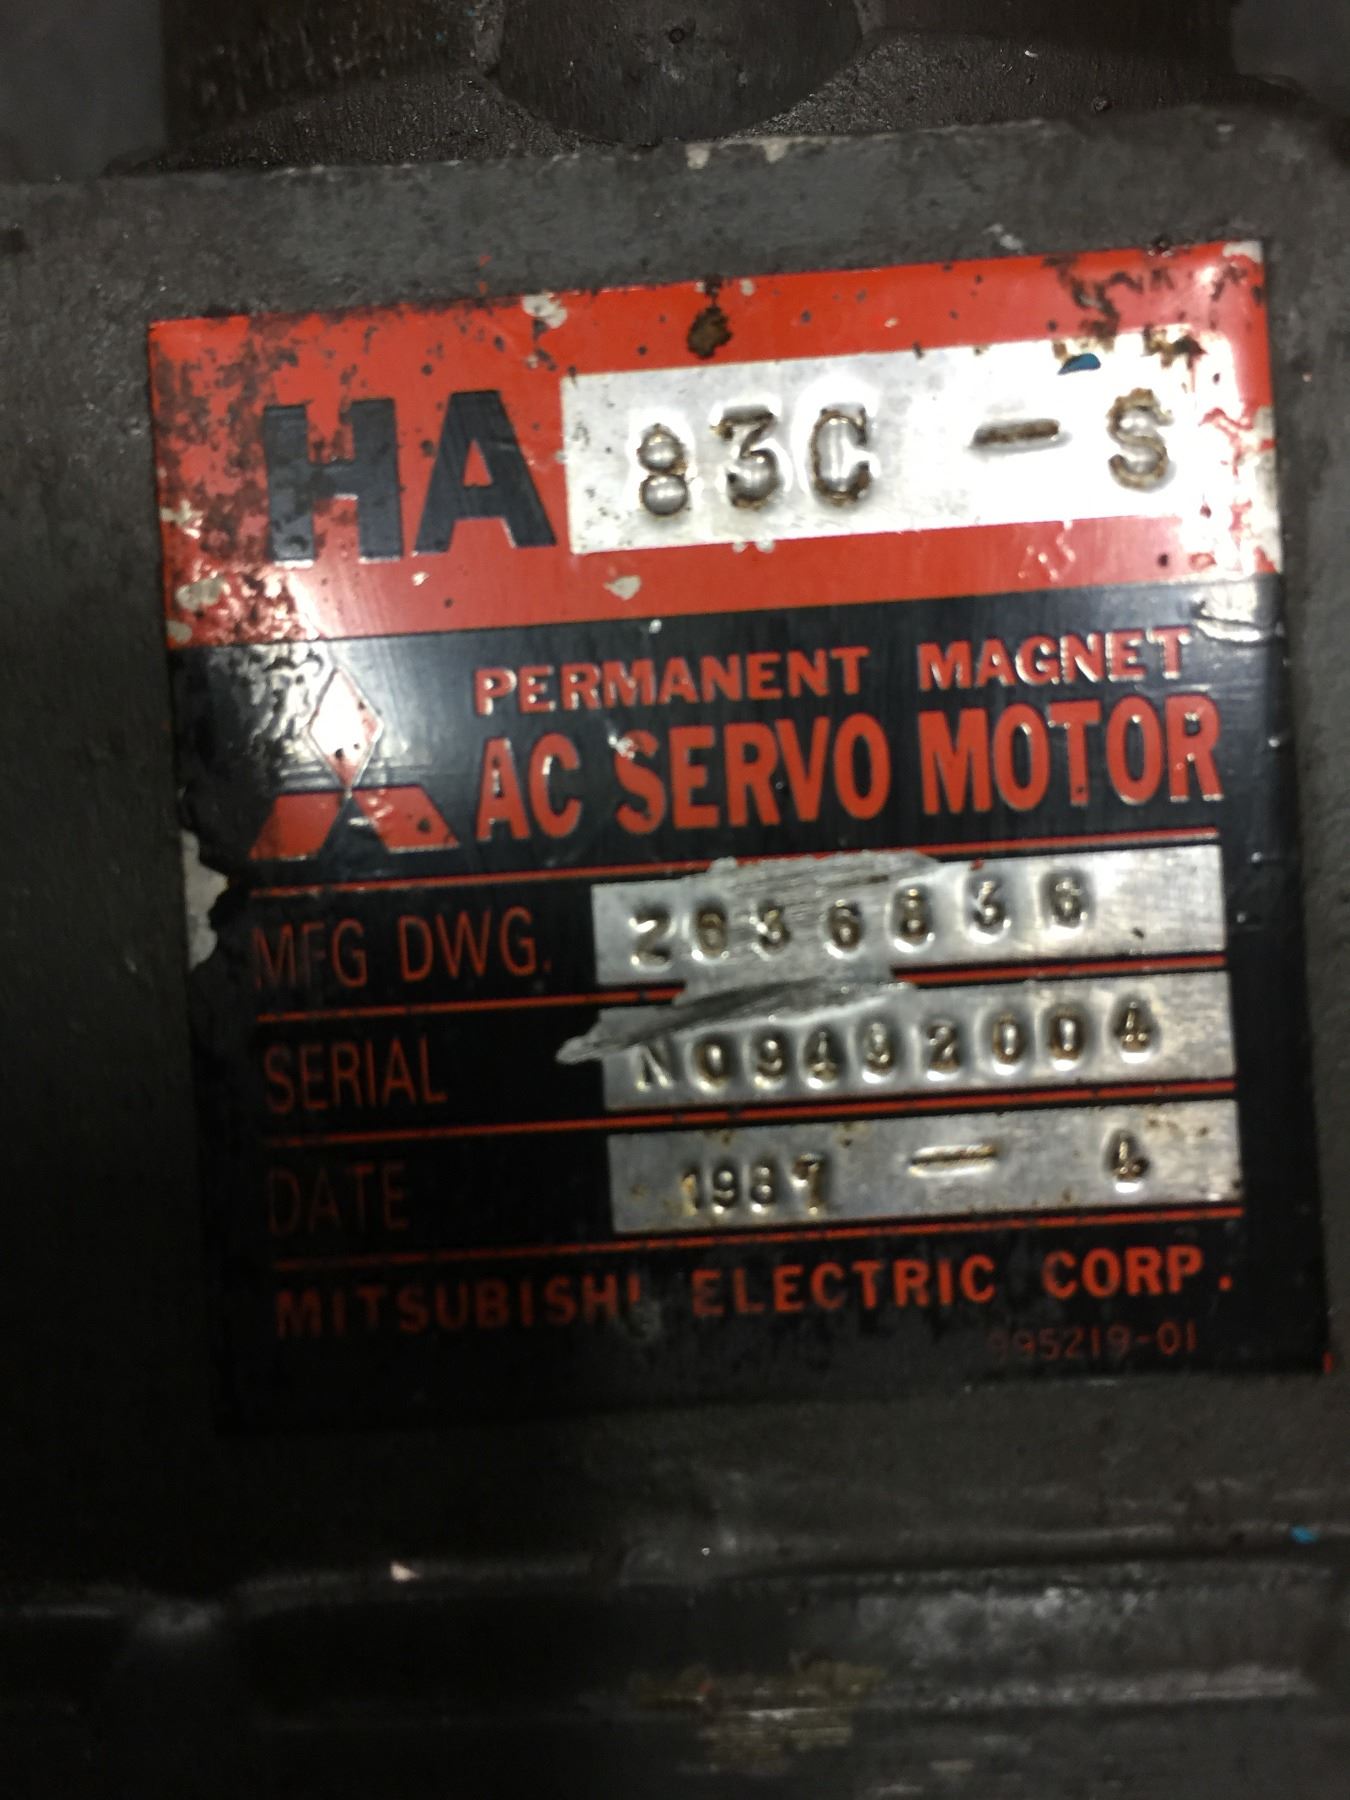 HA 83C - S
PERMANENT MAGNET
AC SERVO MOTOR
MFG DWG. 2636836
SERIAL N09492004
DATE 1987 - 4
MITSUBISHI ELECTRIC CORP.
995219-01